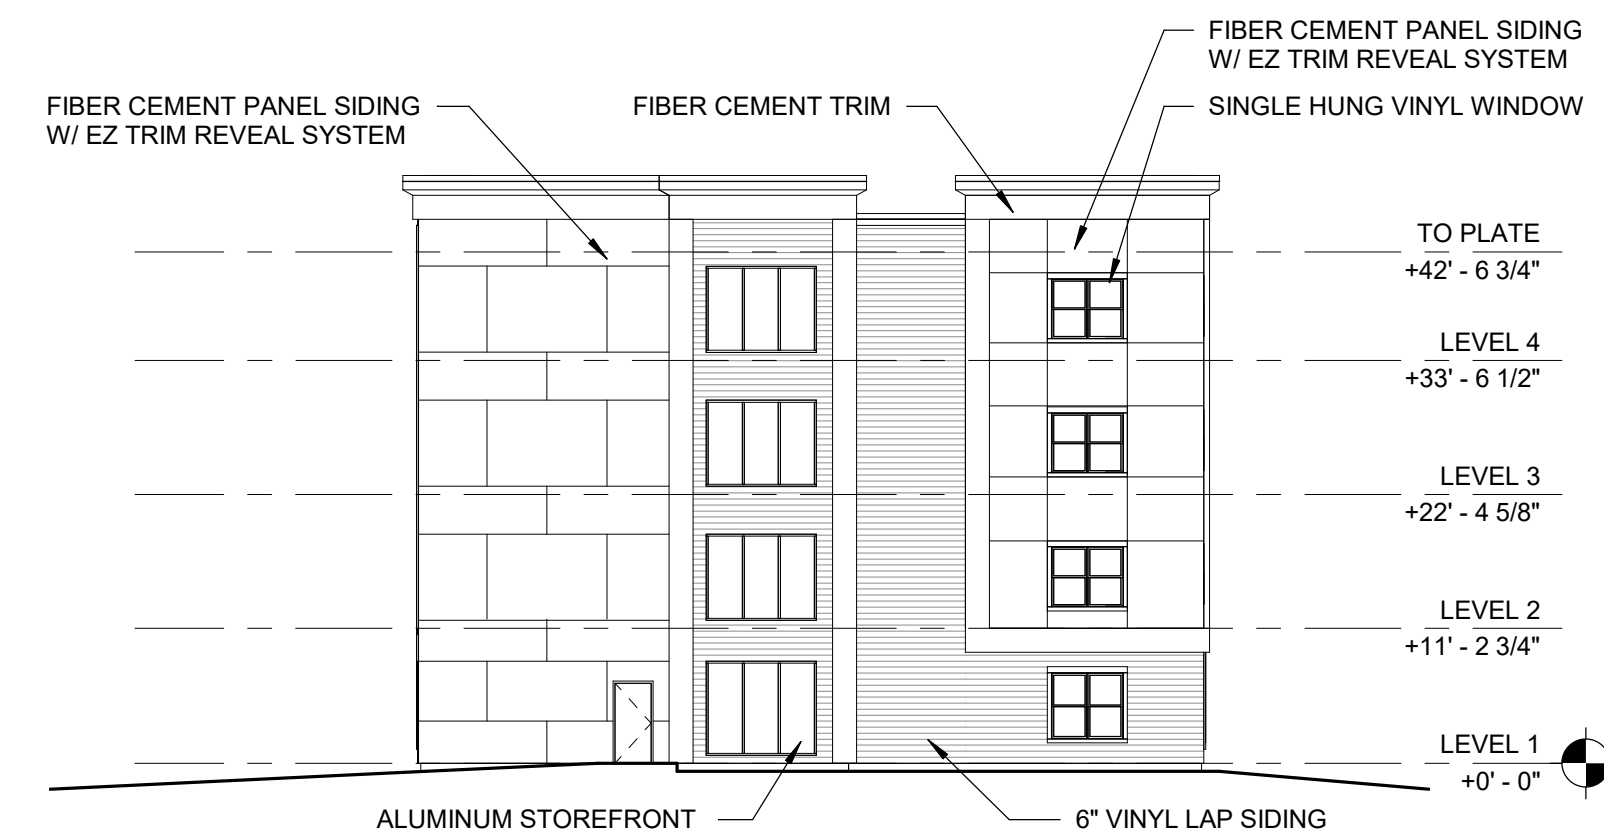 FIBER CEMENT PANEL SIDING
W/ EZ TRIM REVEAL SYSTEM
FIBER CEMENT PANEL SIDING
W/ EZ TRIM REVEAL SYSTEM
FIBER CEMENT TRIM
SINGLE HUNG VINYL WINDOW
TO PLATE
+42' - 6 3/4"
LEVEL 4
+33' - 6 1/2"
LEVEL 3
+22' - 4 5/8"
LEVEL 2
+11' - 2 3/4"
LEVEL 1
+0' - 0"
ALUMINUM STOREFRONT
6" VINYL LAP SIDING